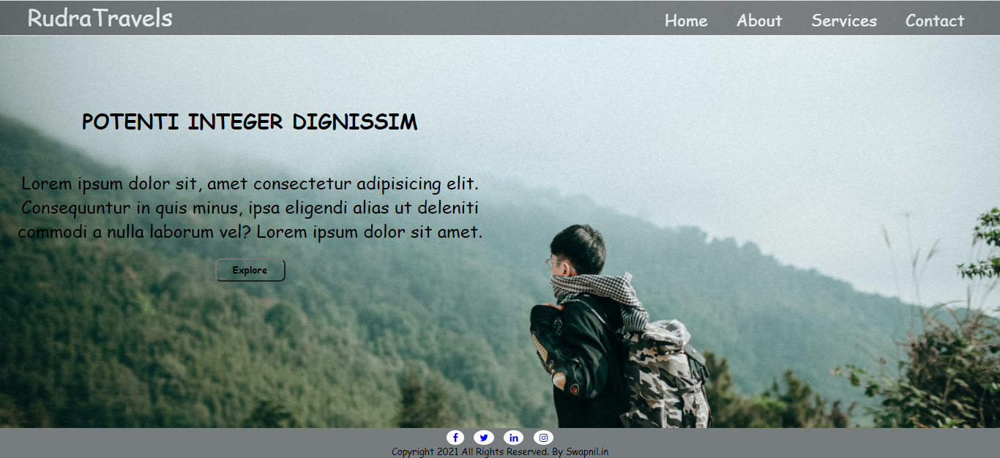 RudraTravels
Home About Services Contact
POTENTI INTEGER DIGNISSIM
Lorem ipsum dolor sit, amet consectetur adipisicing elit.
Consequuntur in quis minus, ipsa eligendi alias ut deleniti
commodi a nulla laborum vel? Lorem ipsum dolor sit amet.
Explore
Copyright 2021 All Rights Reserved. By Swapnil.in